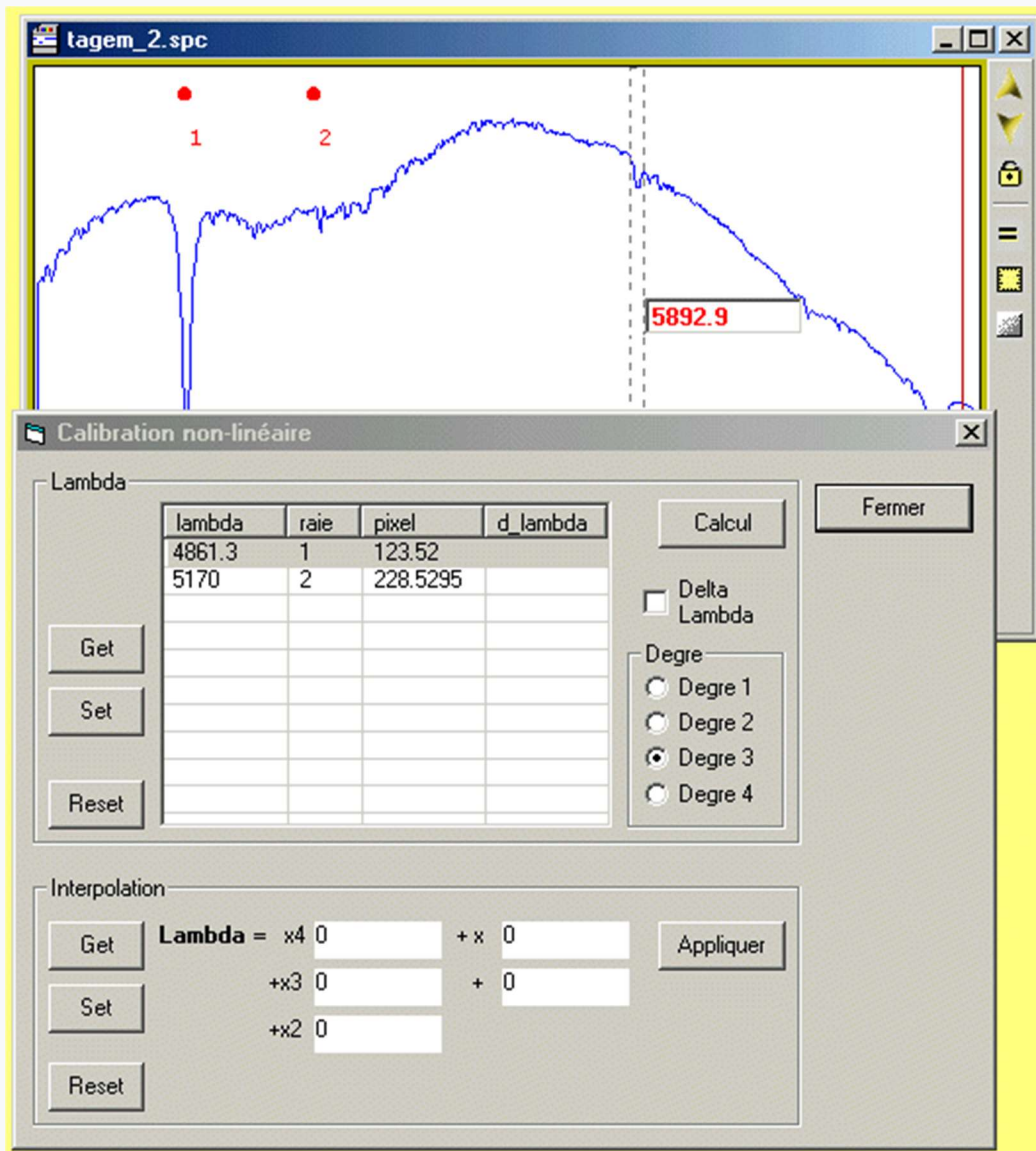 tagem_2.spc
1 2
5892.9
Calibration non-linéaire
Lambda
lambda raie pixel d_lambda
4861.3 1 123.52
5170 2 228.5295
Calcul
Fermer
Delta
Lambda
Get
Set
Reset
Degre
Degre 1
Degre 2
Degre 3
Degre 4
Interpolation
Get
Set
Reset
Lambda = x4 0 + x 0
+x3 0 + 0
+x2 0
Appliquer